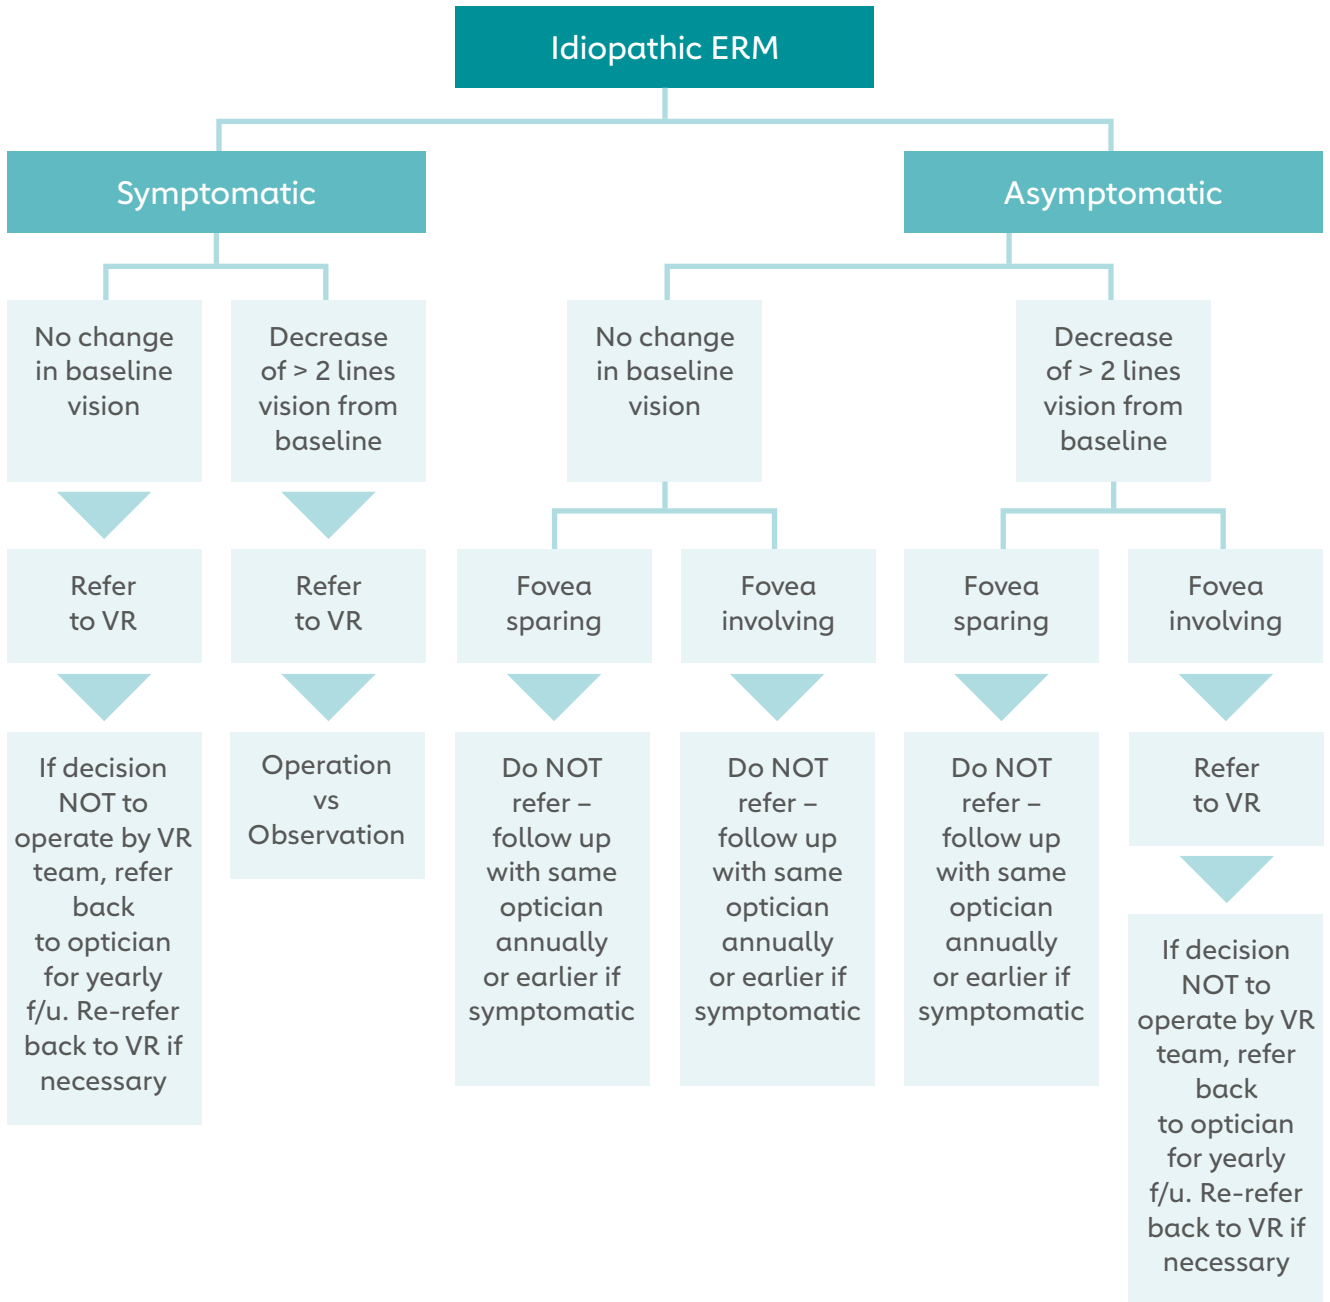 Idiopathic ERM
Symptomatic
Asymptomatic
No change
in baseline
vision
Decrease
of > 2 lines
vision from
baseline
No change
in baseline
vision
Decrease
of > 2 lines
vision from
baseline
Refer
to VR
Refer
to VR
Fovea
sparing
Fovea
involving
Fovea
sparing
Fovea
involving
If decision
NOT to
operate by VR
team, refer
back
to optician
for yearly
f/u. Re-refer
back to VR if
necessary
Operation
vs
Observation
Do NOT
refer –
follow up
with same
optician
annually
or earlier if
symptomatic
Do NOT
refer –
follow up
with same
optician
annually
or earlier if
symptomatic
Do NOT
refer –
follow up
with same
optician
annually
or earlier if
symptomatic
Refer
to VR
If decision
NOT to
operate by VR
team, refer
back
to optician
for yearly
f/u. Re-refer
back to VR if
necessary